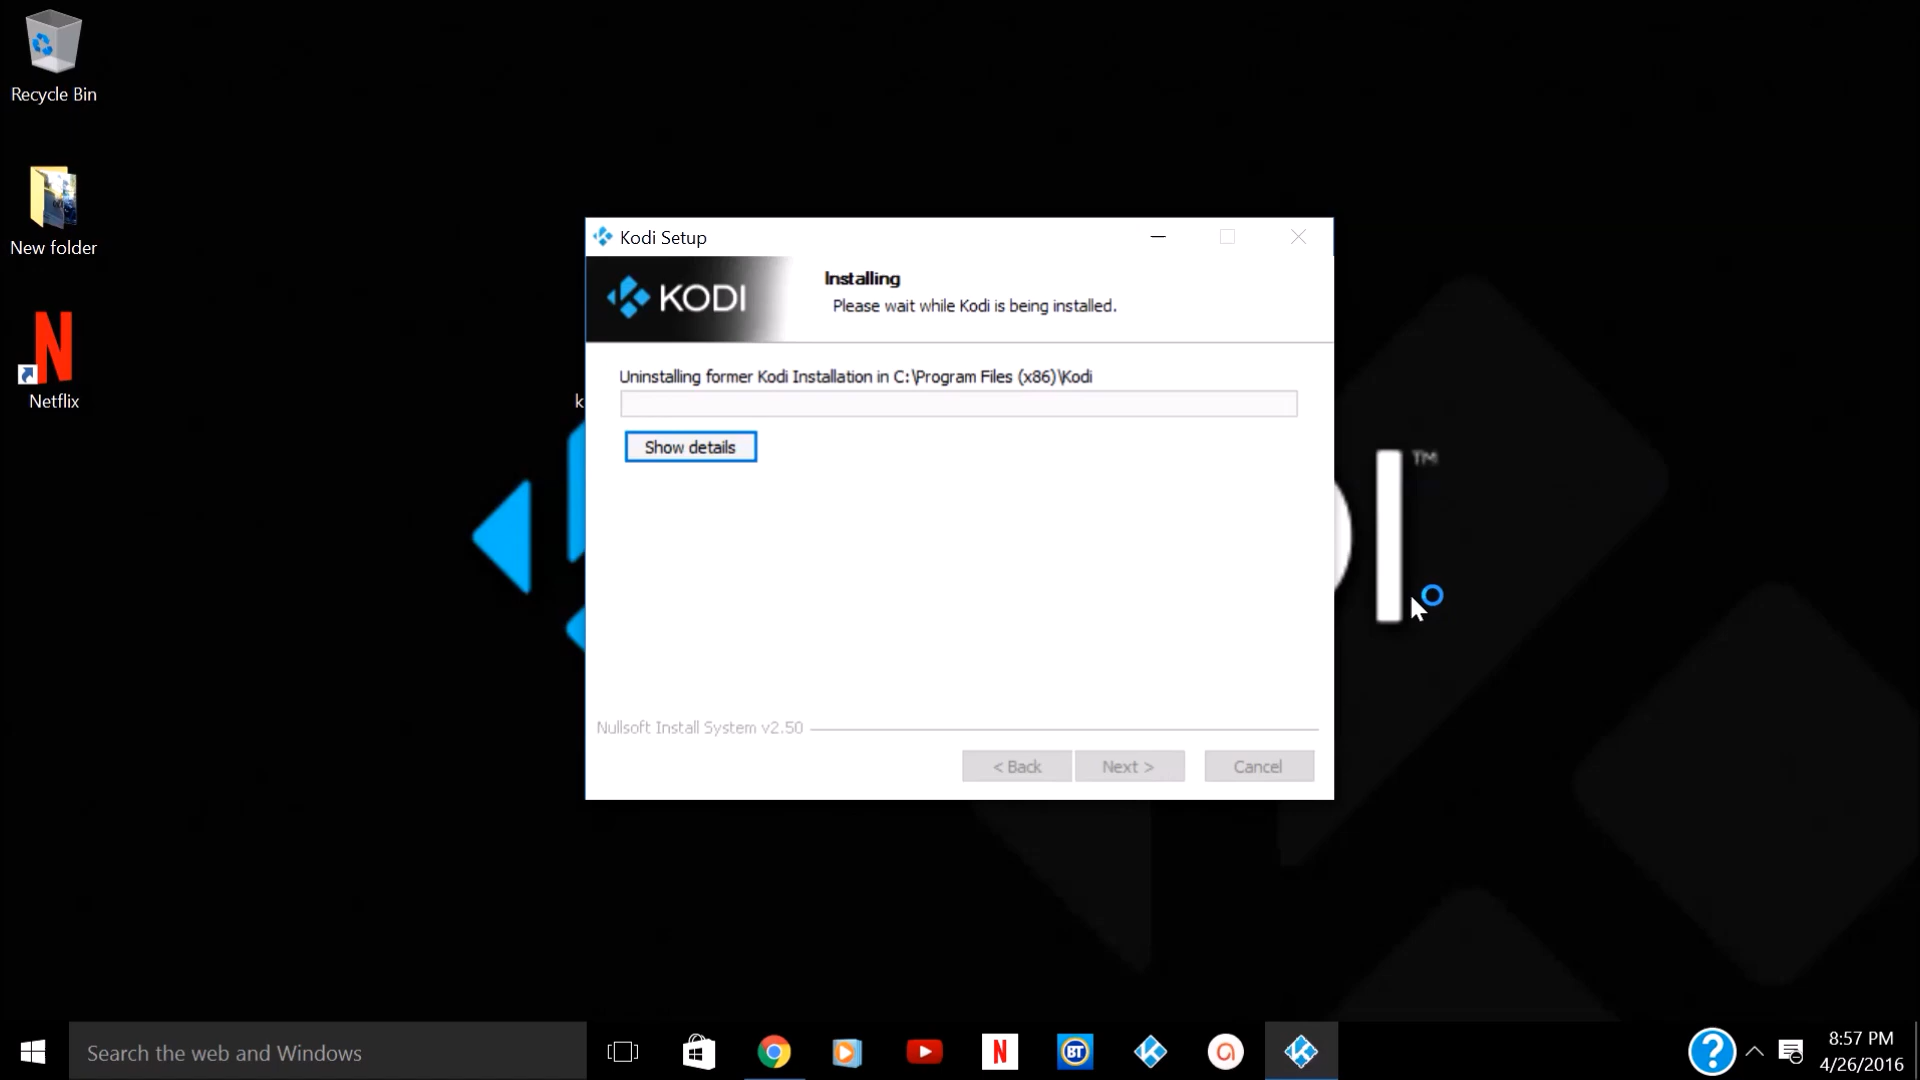 Recycle Bin
New folder
Netflix
k
Kodi Setup
KODI
Installing
Please wait while Kodi is being installed.
Uninstalling former Kodi Installation in C:\Program Files (x86)\Kodi
Show details
TM
Nullsoft Install System v2.50
< Back
Next >
Cancel
Search the web and Windows
N
BT
?
8:57 PM
4/26/2016